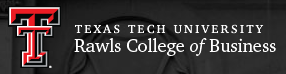 TEXAS TECH UNIVERSITY
Rawls College of Business